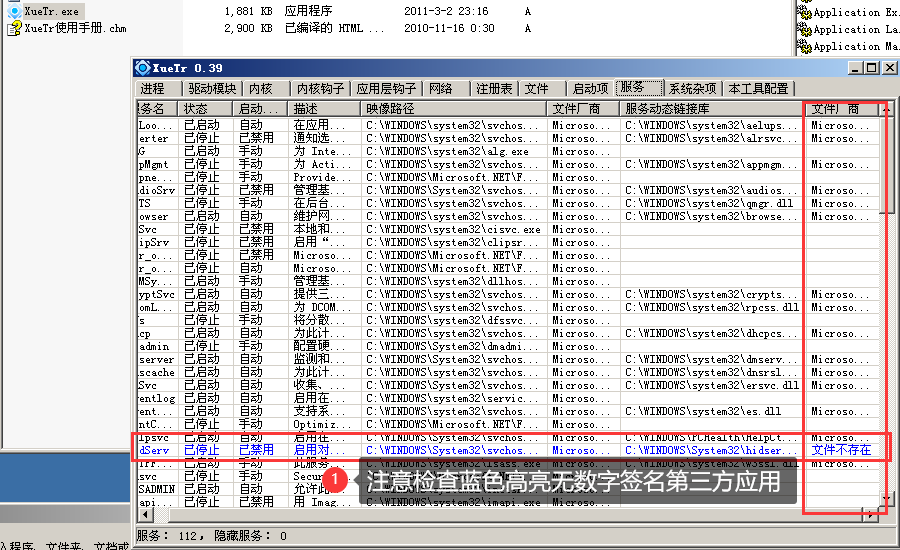 XueTr.exe 1,881 KB 应用程序 2011-3-2 23:16 A
XueTr使用手册.chm 2,900 KB 已编译的 HTML ... 2010-11-16 0:30 A
Application Ex.
Application La.
Application Ma.
XueTr 0.39
进程 驱动模块 内核 内核钩子 应用层钩子 网络 注册表 文件 启动项 服务 系统杂项 本工具配置
务名 状态 启动... 描述 映像路径 文件厂商 服务动态链接库 文件厂商
Loo... 已启动 自动 在应用... C:\WINDOWS\system32\svchos... Microso... C:\WINDOWS\system32\aelups... Microso...
erter 已停止 已禁用 通知选... C:\WINDOWS\system32\svchos... Microso... C:\WINDOWS\system32\alrsvc... Microso...
G 已启动 手动 为 Inte... C:\WINDOWS\system32\alg.exe Microso...
pMgmt 已停止 手动 为 Acti... C:\WINDOWS\system32\svchos... Microso... C:\WINDOWS\system32\appmgm... Microso...
pne... 已停止 手动 Provide... C:\WINDOWS\Microsoft.NET\F... Microso...
dioSrv 已停止 已禁用 管理基... C:\WINDOWS\system32\svchos... Microso... C:\WINDOWS\System32\audios... Microso...
TS 已停止 手动 在后台... C:\WINDOWS\system32\svchos... Microso... C:\WINDOWS\system32\qmgr.dll Microso...
owser 已启动 自动 维护网... C:\WINDOWS\system32\svchos... Microso... C:\WINDOWS\system32\browse... Microso...
Svc 已停止 已禁用 本地和... C:\WINDOWS\system32\cisvc.exe Microso...
ipSrv 已停止 已禁用 启用“... C:\WINDOWS\system32\clipsr... Microso...
r_o... 已停止 已禁用 Microso... C:\WINDOWS\Microsoft.NET\F... Microso...
r_o... 已停止 自动 Microso... C:\WINDOWS\Microsoft.NET\F... Microso...
MSy... 已启动 手动 管理基... C:\WINDOWS\system32\dllhos... Microso...
yptSvc 已启动 自动 提供三... C:\WINDOWS\system32\svchos... Microso... C:\WINDOWS\system32\crypts... Microso...
omL... 已启动 自动 为 DCOM... C:\WINDOWS\system32\svchos... Microso... C:\WINDOWS\system32\rpcss.dll Microso...
s 已停止 手动 将分散... C:\WINDOWS\system32\dfssvc... Microso...
cp 已启动 自动 为此计... C:\WINDOWS\system32\svchos... Microso... C:\WINDOWS\system32\dhcpcs... Microso...
admin 已停止 手动 配置硬... C:\WINDOWS\System32\dmadmi... Microso...
server 已启动 自动 监测和... C:\WINDOWS\System32\svchos... Microso... C:\WINDOWS\system32\dmserv... Microso...
scache 已启动 自动 为此计... C:\WINDOWS\system32\svchos... Microso... C:\WINDOWS\system32\dnsrsl... Microso...
Svc 已启动 自动 收集、... C:\WINDOWS\System32\svchos... Microso... C:\WINDOWS\system32\ersvc.dll Microso...
entlog 已启动 自动 启用在... C:\WINDOWS\system32\servic... Microso...
ent... 已启动 自动 支持系... C:\WINDOWS\System32\svchos... Microso... C:\WINDOWS\system32\es.dll Microso...
ntC... 已停止 手动 Optimiz... C:\WINDOWS\Microsoft.NET\F... Microso...
lpsvc 已启动 自动 启用在... C:\WINDOWS\System32\svchos... Microso... C:\WINDOWS\PCHealth\HelpCt... Microso...
dServ 已停止 已禁用 启用对... C:\WINDOWS\System32\svchos... Microso... C:\WINDOWS\System32\hidser... 文件不存在
已停止 手动 此服务...
svc 已停止 手动 Secur
SADMIN 已启动 自动 允许此
api... 已停止 已禁用 用 Imag... C:\WINDOWS\system32\imapi.exe Microso...
1 注意检查蓝色高亮无数字签名第三方应用
服务: 112, 隐藏服务: 0